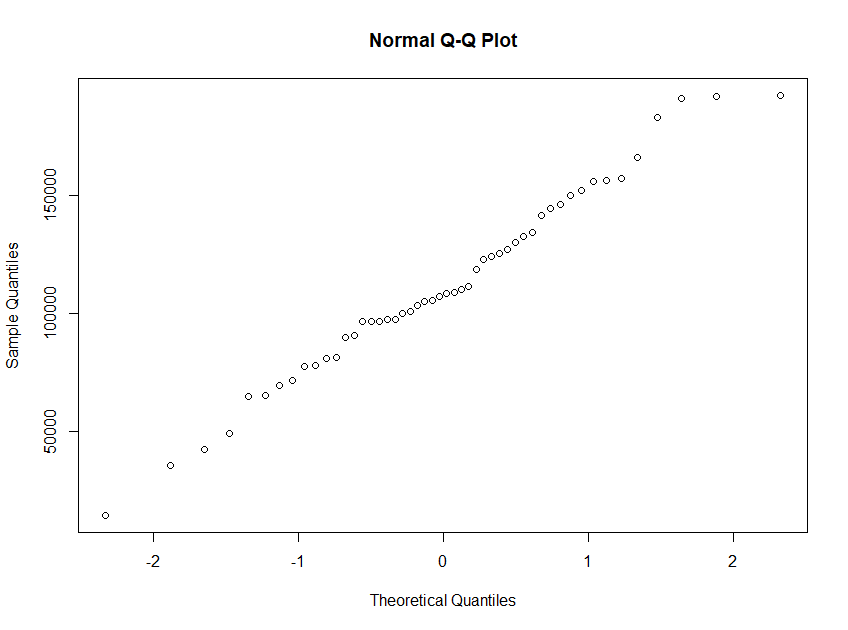 Normal Q-Q Plot
Sample Quantiles
150000
100000
50000
-2 -1 0 1 2
Theoretical Quantiles